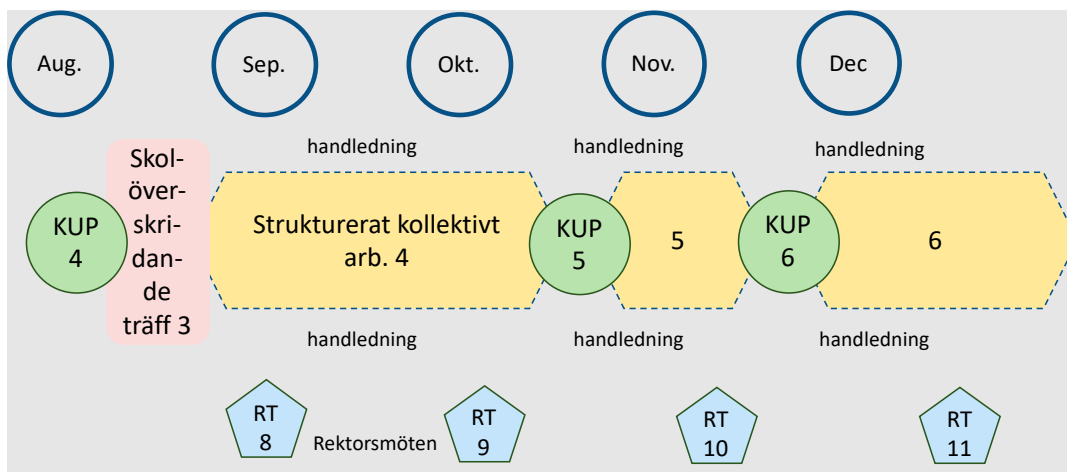 Aug.
Sep.
Okt.
Nov.
Dec
handledning
handledning
handledning
Skol-
över-
skri-
dan-
de
träff 3
KUP
4
Strukturerat kollektivt
arb. 4
KUP
5
5
KUP
6
6
handledning
handledning
handledning
RT
8
Rektorsmöten
RT
9
RT
10
RT
11